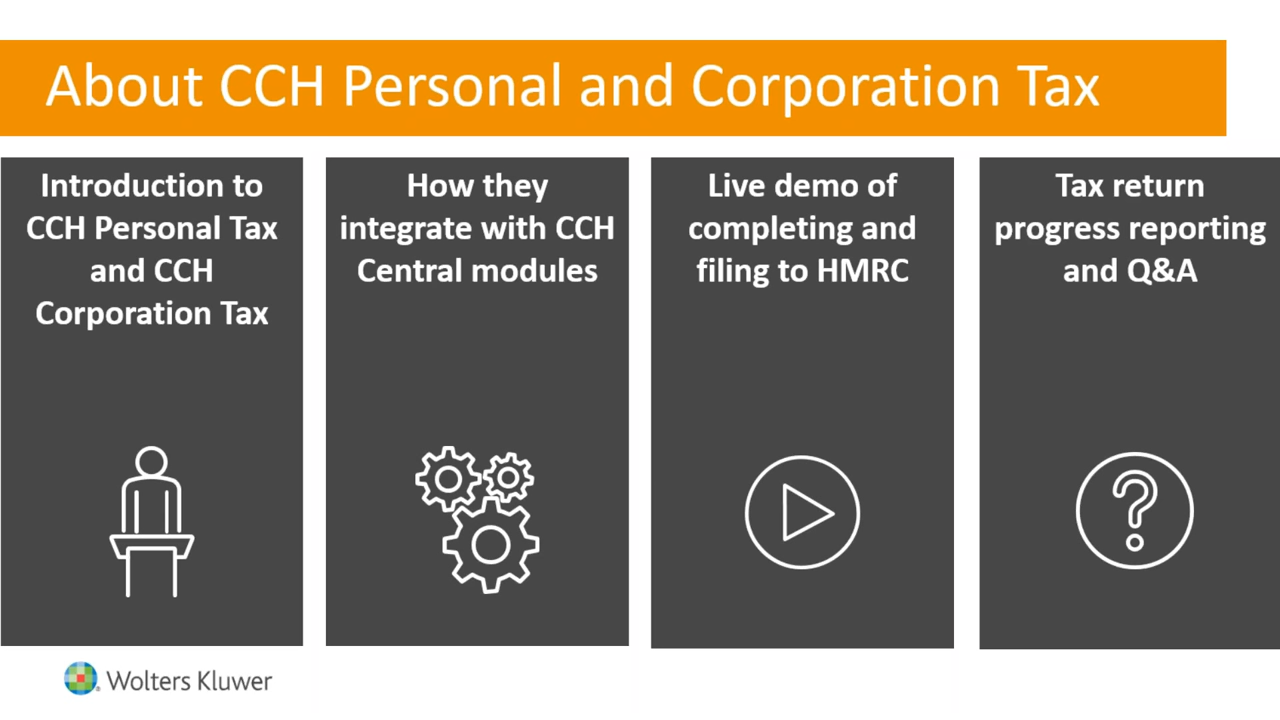 About CCH Personal and Corporation Tax
Introduction to
CCH Personal Tax
and CCH
Corporation Tax
How they
integrate with CCH
Central modules
Live demo of
completing and
filing to HMRC
Tax return
progress reporting
and Q&A
Wolters Kluwer